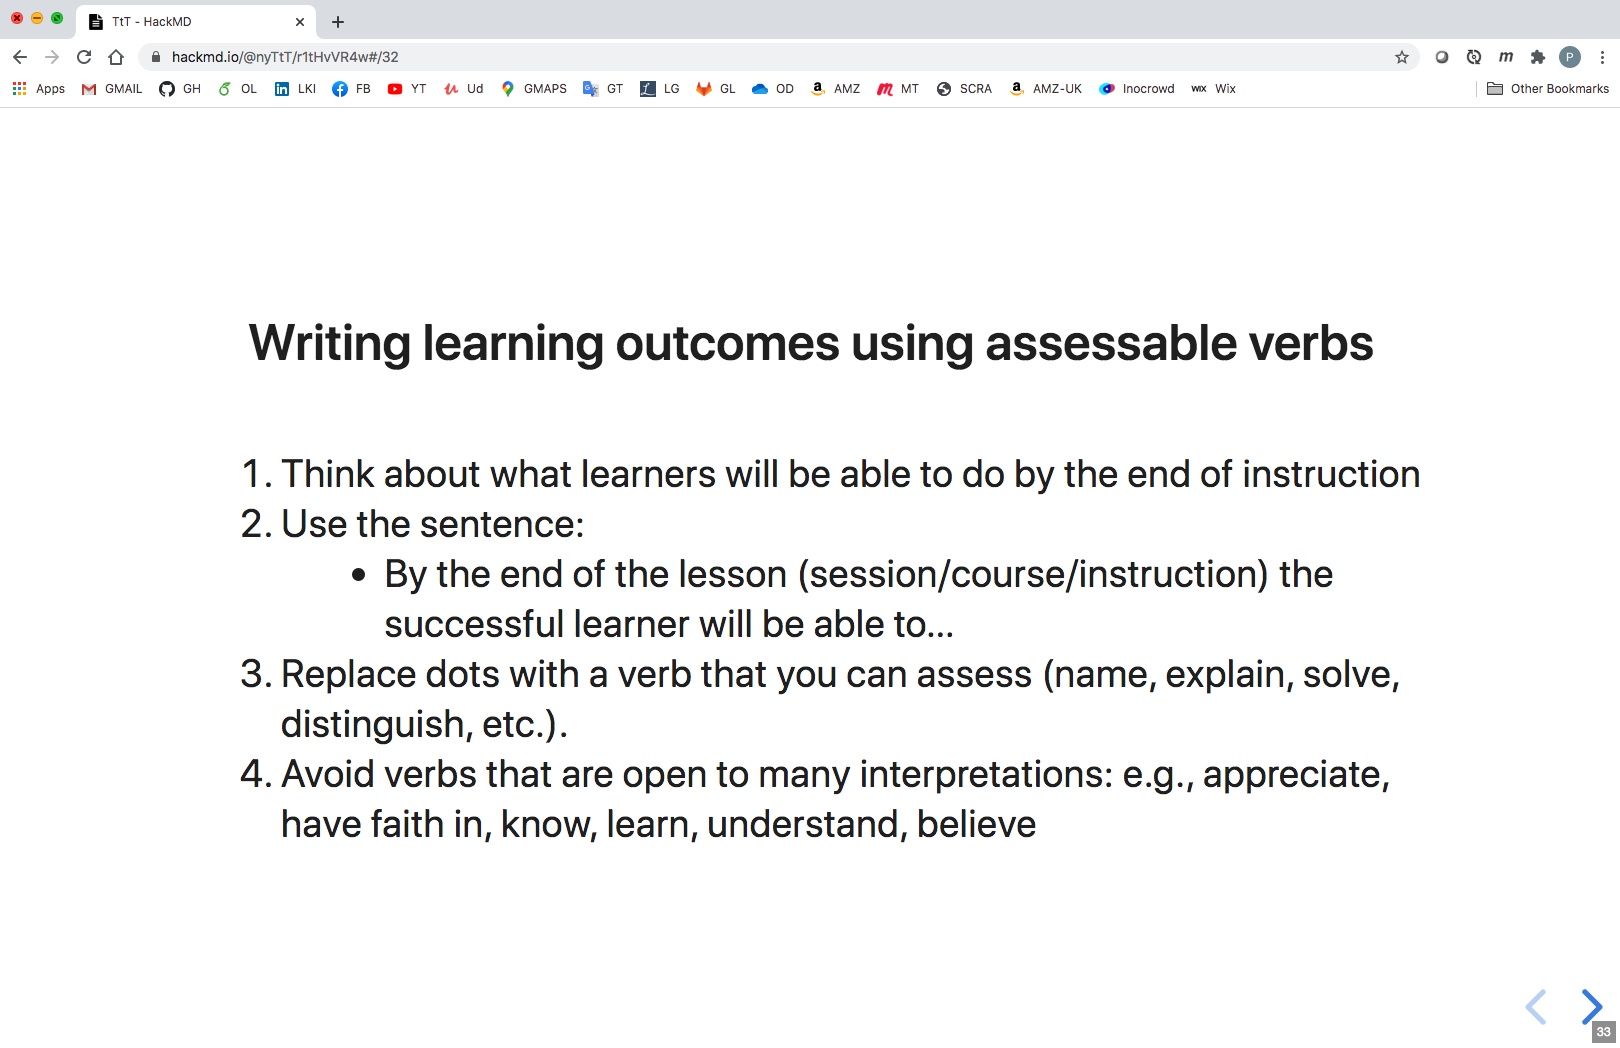 TtT - HackMD
hackmd.io/@nyTtT/r1tHvVR4w#/32
Apps GMAIL GH OL LKI FB YT Ud GMAPS GT LG GL OD AMZ MT SCRA AMZ-UK Inocrowd Wix Other Bookmarks
Writing learning outcomes using assessable verbs
1. Think about what learners will be able to do by the end of instruction
2. Use the sentence:
• By the end of the lesson (session/course/instruction) the
successful learner will be able to...
3. Replace dots with a verb that you can assess (name, explain, solve,
distinguish, etc.).
4. Avoid verbs that are open to many interpretations: e.g., appreciate,
have faith in, know, learn, understand, believe
33